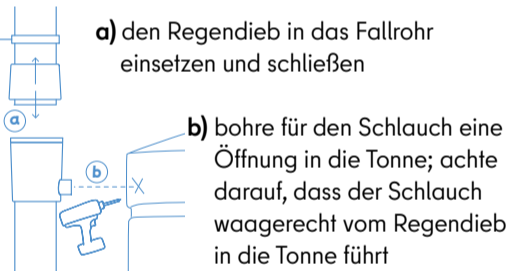 a) den Regendieb in das Fallrohr
einsetzen und schließen
a
b) bohre für den Schlauch eine
Öffnung in die Tonne; achte
b
darauf, dass der Schlauch
waagerecht vom Regendieb
in die Tonne führt